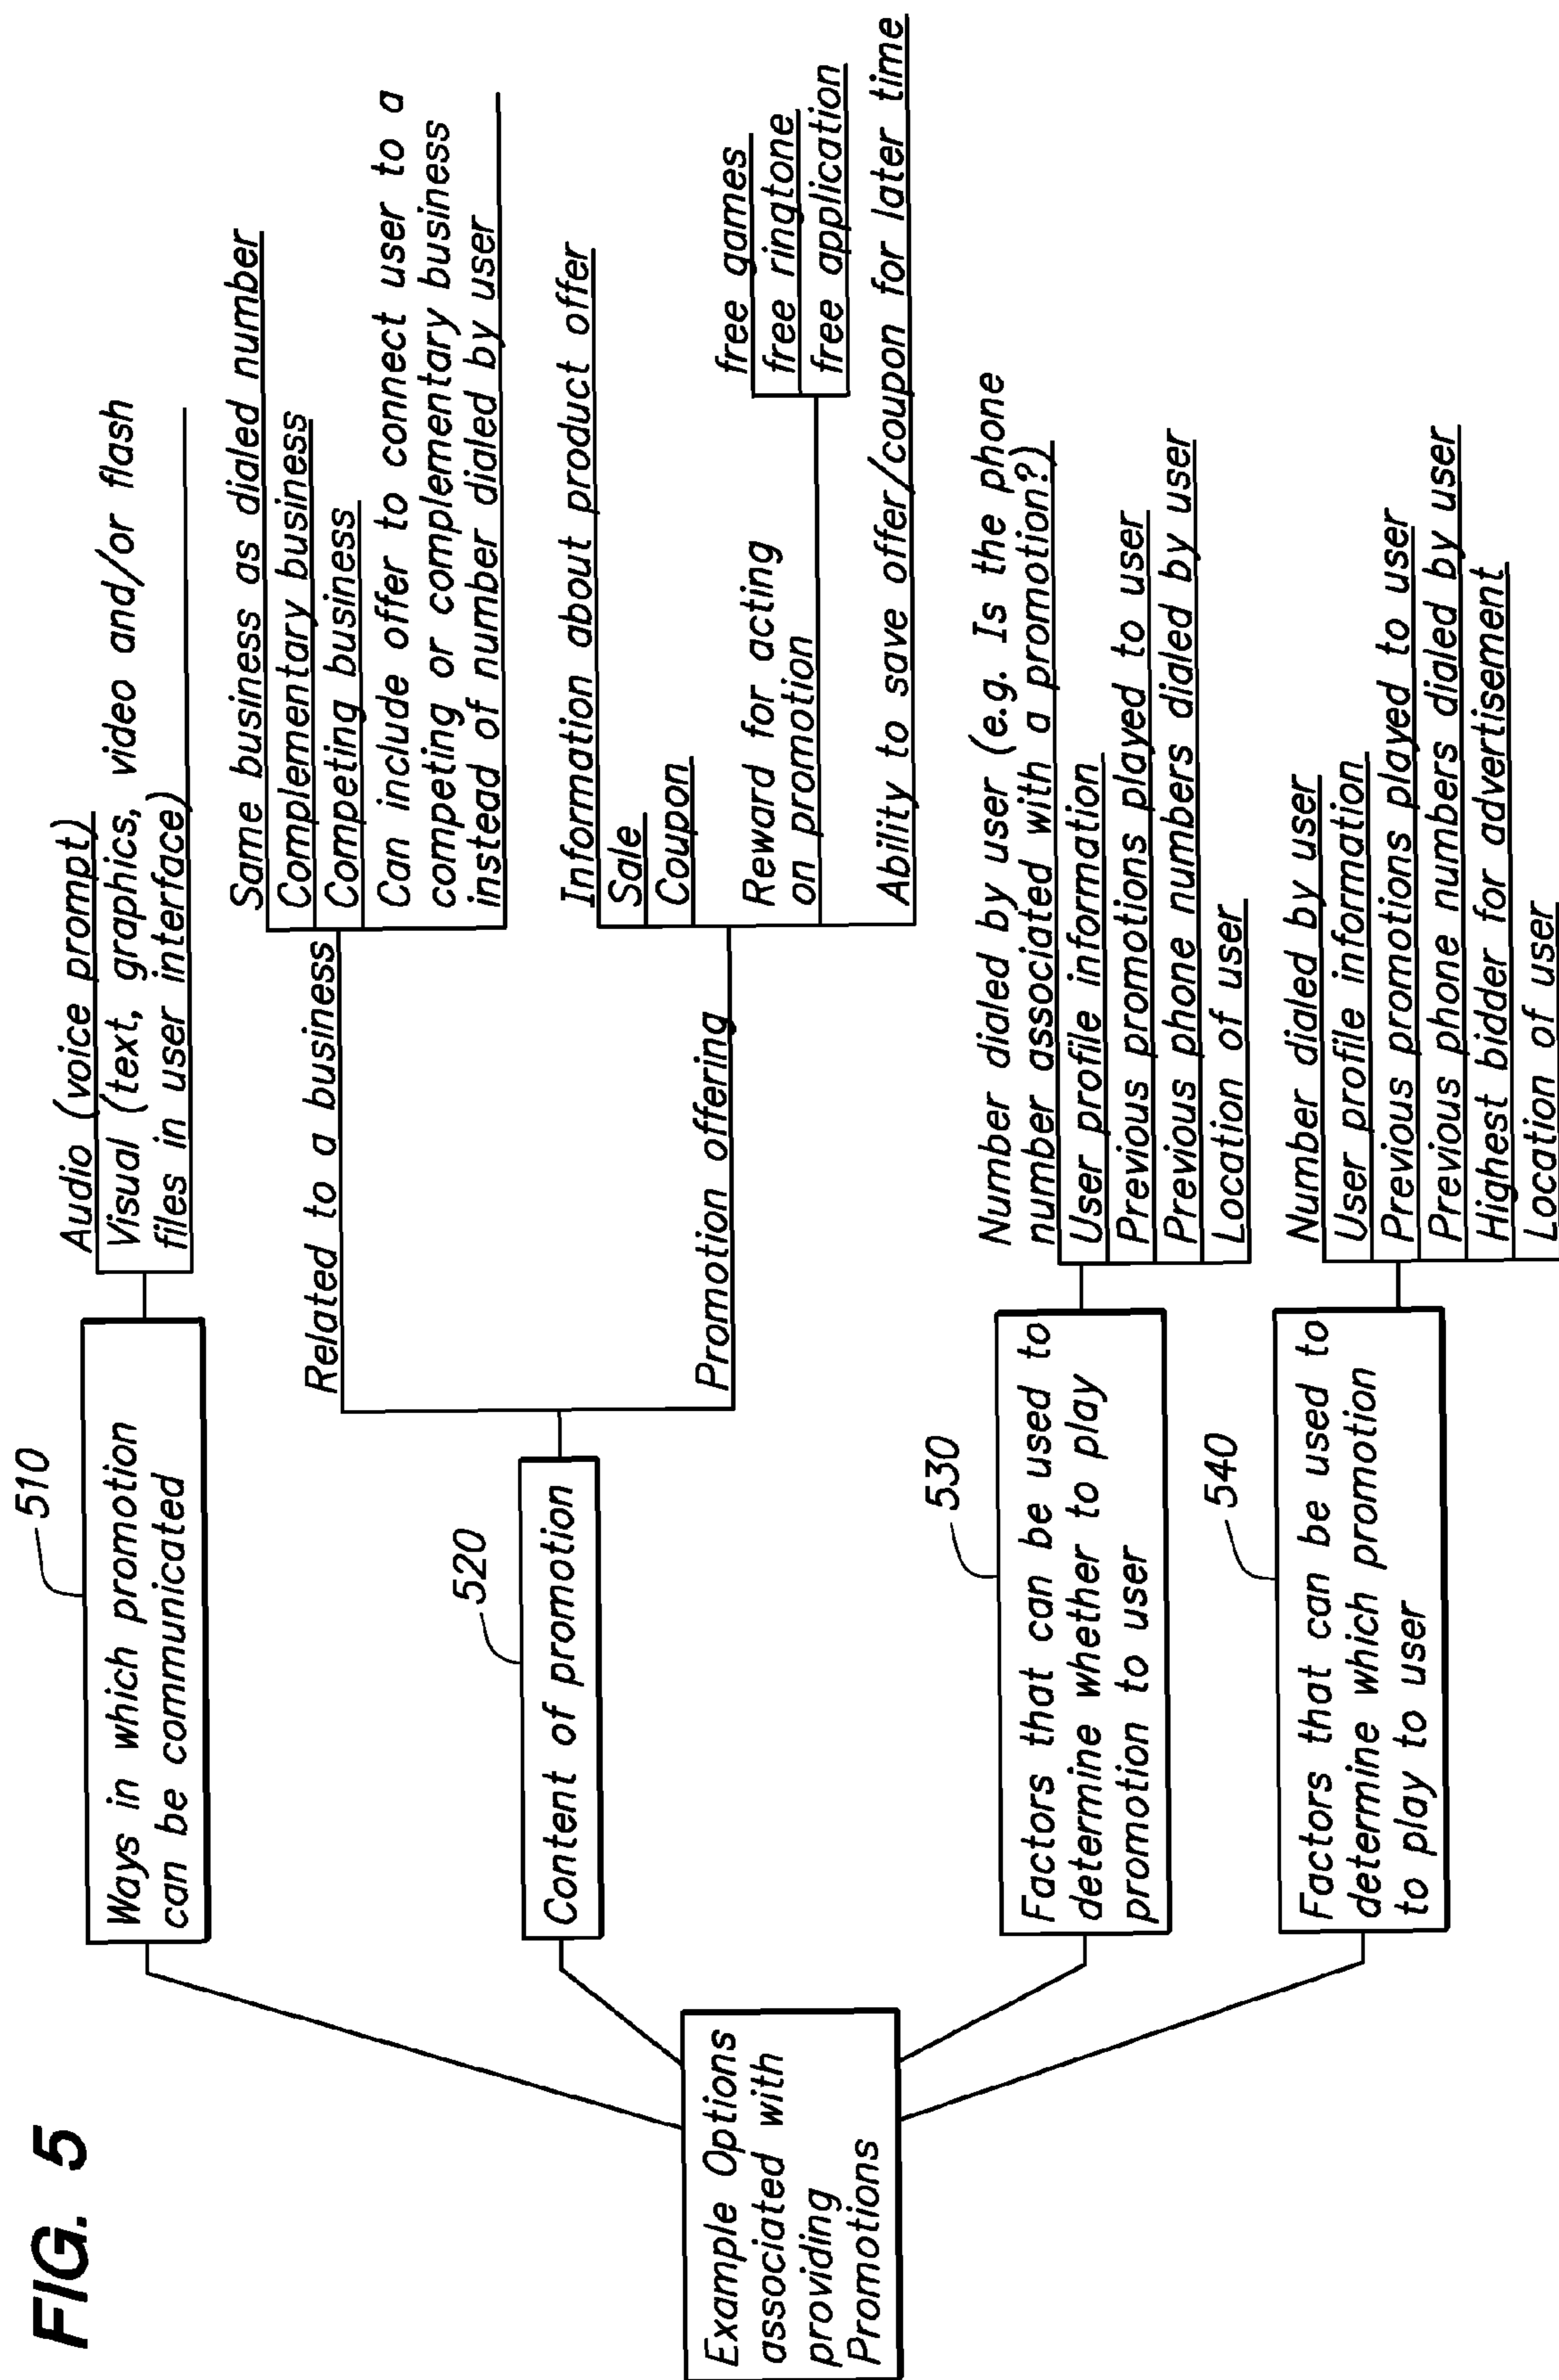 FIG. 5
Example Options
associated with
providing
Promotions
510
Ways in which promotion
can be communicated
Audio (voice prompt)
Visual (text, graphics, video and/or flash
files in user interface)
520
Content of promotion
Related to a business
Same business as dialed number
Complementary business
Competing business
Can include offer to connect user to a
competing or complementary business
instead of number dialed by user
Promotion offering
Information about product offer
Sale
Coupon
Reward for acting
on promotion
free games
free ringtone
free application
Ability to save offer/coupon for later time
530
Factors that can be used to
determine whether to play
promotion to user
Number dialed by user (e.g. Is the phone
number associated with a promotion?)
User profile information
Previous promotions played to user
Previous phone numbers dialed by user
Location of user
540
Factors that can be used to
determine which promotion
to play to user
Number dialed by user
User profile information
Previous promotions played to user
Previous phone numbers dialed by user
Highest bidder for advertisement
Location of user